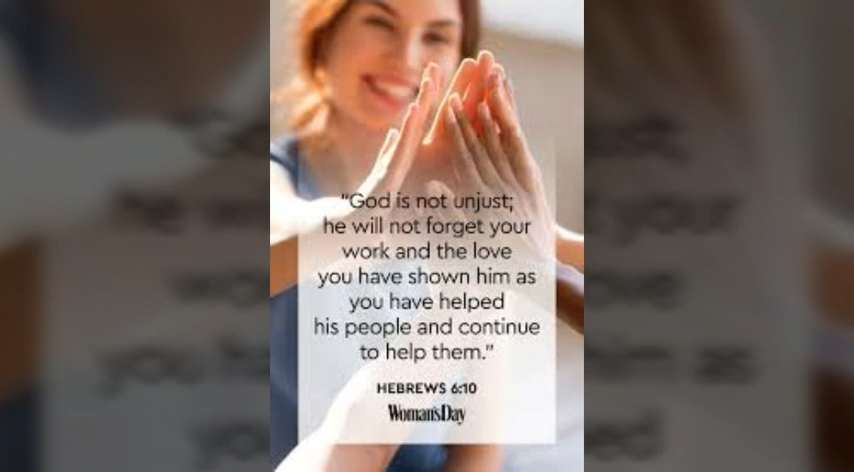 “God is not unjust;
he will not forget your
work and the love
you have shown him as
you have helped
his people and continue
to help them.”
HEBREWS 6:10
Woman'sDay